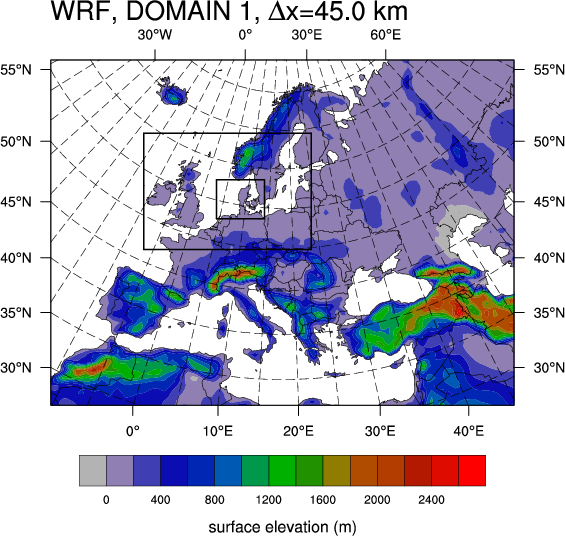 WRF, DOMAIN 1, Δx=45.0 km
30°W 0° 30°E 60°E
55°N 55°N
50°N 50°N
45°N 45°N
40°N 40°N
35°N 35°N
30°N 30°N
0° 10°E 20°E 30°E 40°E
0 400 800 1200 1600 2000 2400
surface elevation (m)